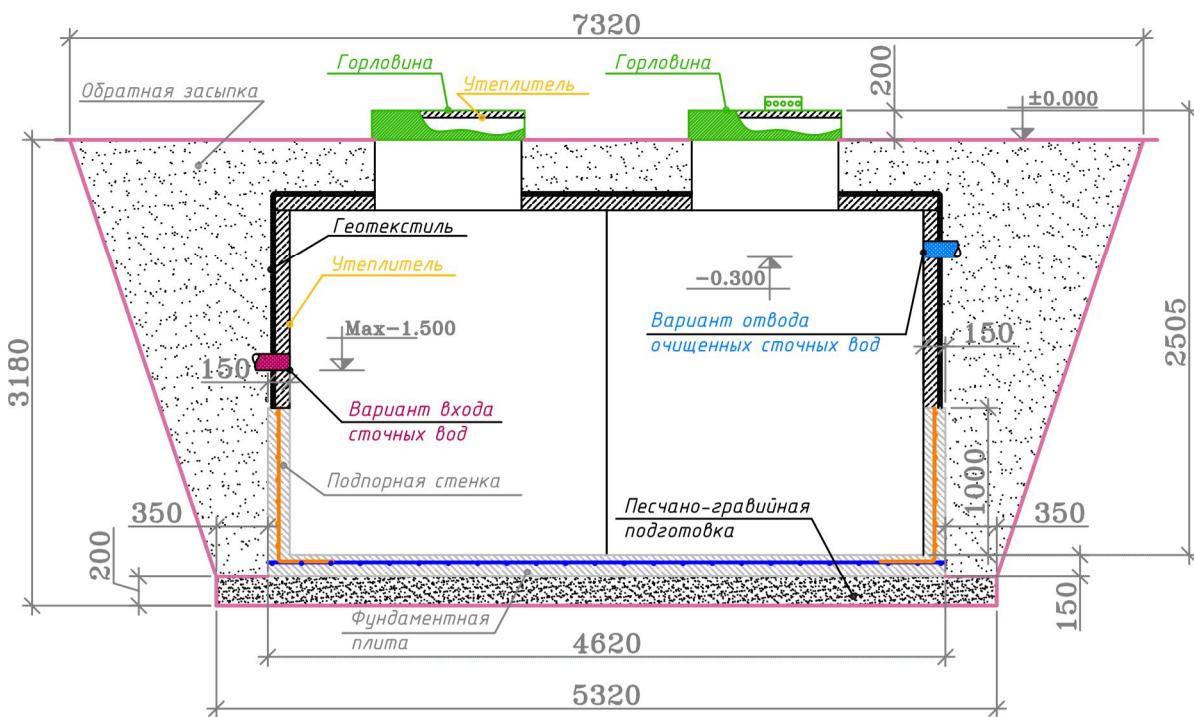 7320
Горловина
Утеплитель
Горловина
200
±0.000
Обратная засыпка
Геотекстиль
Утеплитель
-0.300
Max-1.500
Вариант отвода
очищенных сточных вод
150
150
2505
3180
Вариант входа
сточных вод
Подпорная стенка
1000
Песчано-гравийная
подготовка
350
350
200
150
Фундаментная
плита
4620
5320